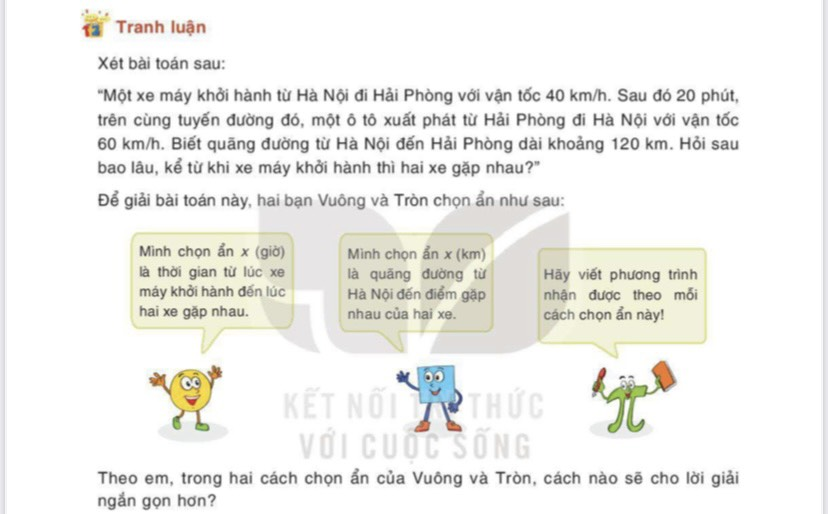 Tranh luận
Xét bài toán sau:
“Một xe máy khởi hành từ Hà Nội đi Hải Phòng với vận tốc 40 km/h. Sau đó 20 phút,
trên cùng tuyến đường đó, một ô tô xuất phát từ Hải Phòng đi Hà Nội với vận tốc
60 km/h. Biết quãng đường từ Hà Nội đến Hải Phòng dài khoảng 120 km. Hỏi sau
bao lâu, kể từ khi xe máy khởi hành thì hai xe gặp nhau?”
Để giải bài toán này, hai bạn Vuông và Tròn chọn ẩn như sau:
Mình chọn ẩn x (giờ)
là thời gian từ lúc xe
máy khởi hành đến lúc
hai xe gặp nhau.
Mình chọn ẩn x (km)
là quãng đường từ
Hà Nội đến điểm gặp
nhau của hai xe.
Hãy viết phương trình
nhận được theo mỗi
cách chọn ẩn này!
KẾT NỐI TRI THỨC
VỚI CUỘC SỐNG
Theo em, trong hai cách chọn ẩn của Vuông và Tròn, cách nào sẽ cho lời giải
ngắn gọn hơn?